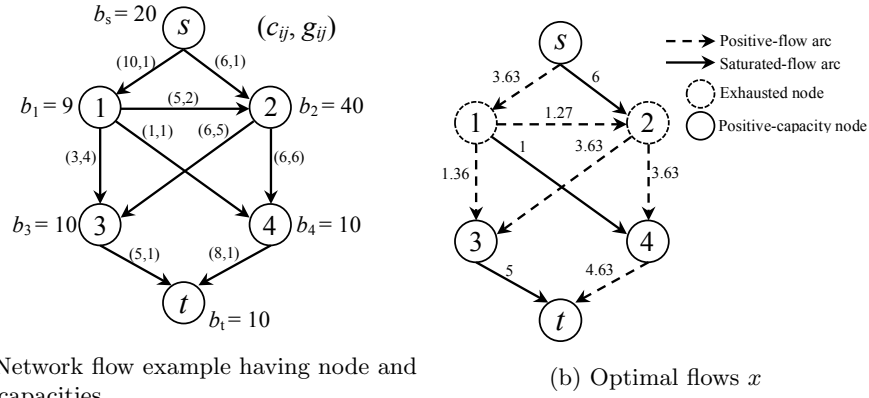 b_s = 20
s
(c_ij, g_ij)
(10,1)
(6,1)
b_1 = 9
1
(5,2)
2
b_2 = 40
(1,1)
(6,5)
(3,4)
(6,6)
b_3 = 10
3
4
b_4 = 10
(5,1)
(8,1)
t
b_t = 10
Network flow example having node and
s
3.63
6
1
1.27
2
1
3.63
1.36
3.63
3
4
5
4.63
t
Positive-flow arc
Saturated-flow arc
Exhausted node
Positive-capacity node
(b) Optimal flows x